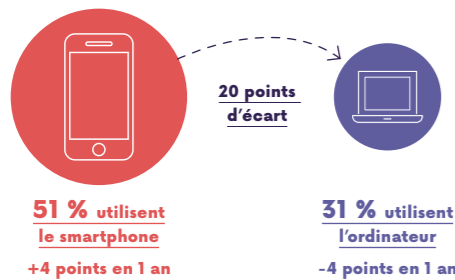 20 points
d'écart
51 % utilisent
le smartphone
+4 points en 1 an
31 % utilisent
l'ordinateur
-4 points en 1 an